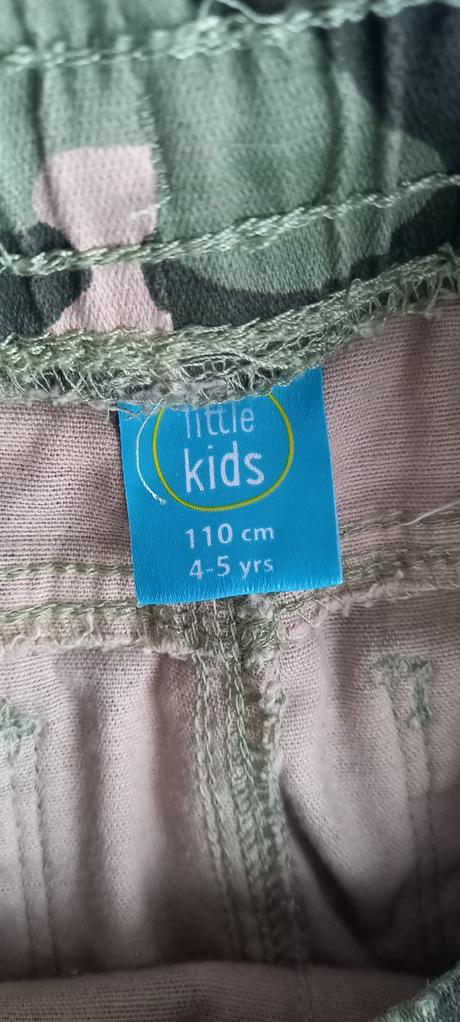 little
kids
110 cm
4-5 yrs